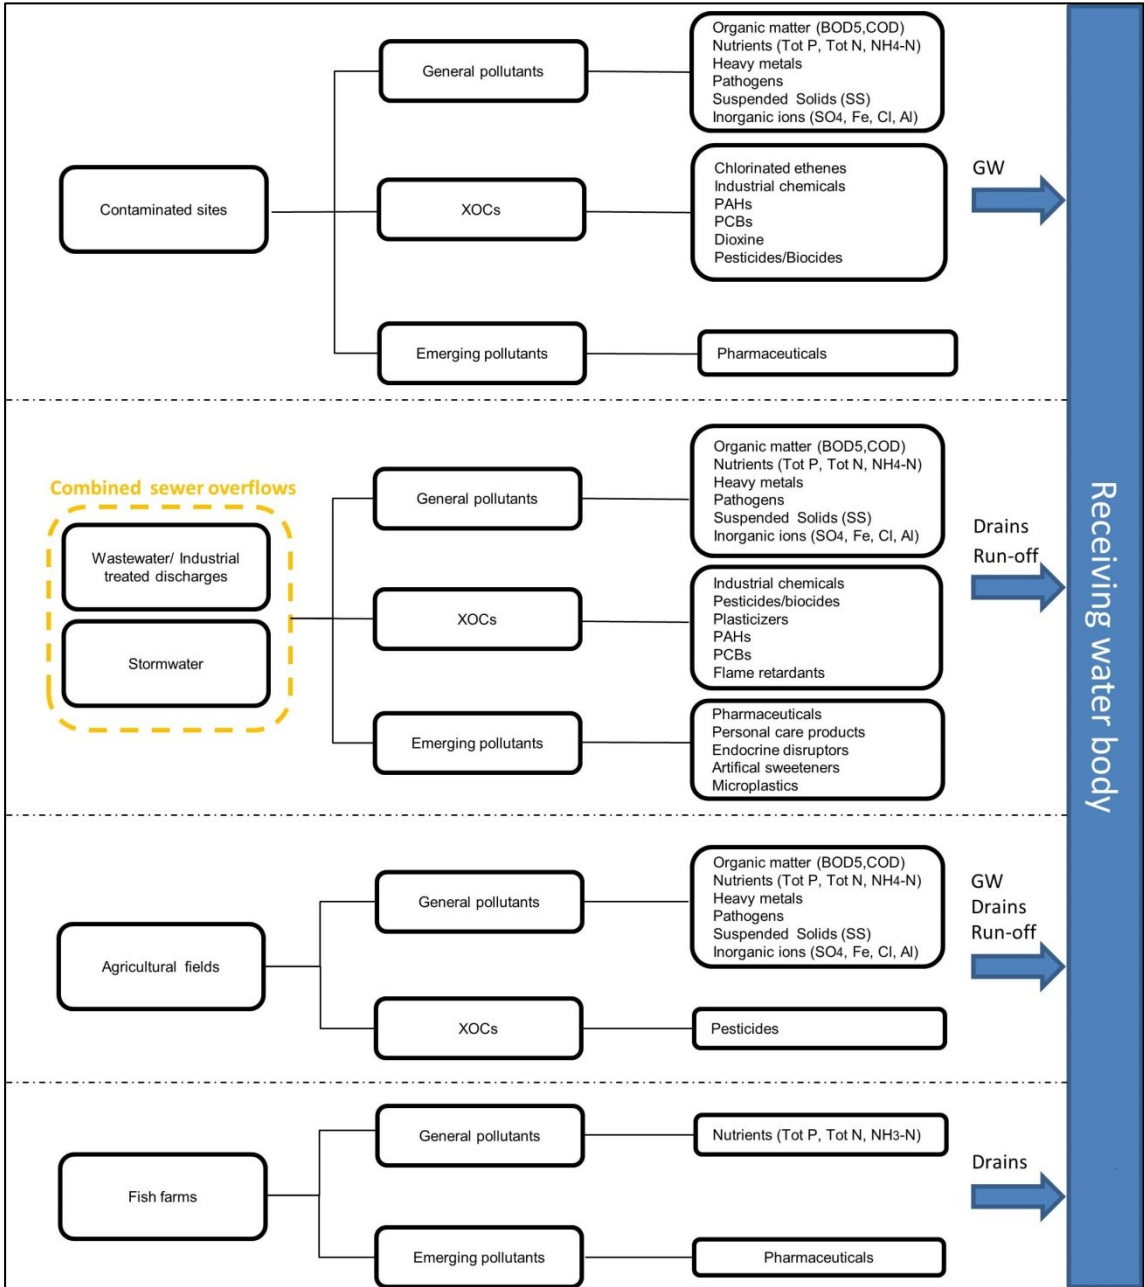 General pollutants
Organic matter (BOD5,COD)
Nutrients (Tot P, Tot N, NH4-N)
Heavy metals
Pathogens
Suspended Solids (SS)
Inorganic ions (SO4, Fe, Cl, Al)
Contaminated sites
XOCs
Chlorinated ethenes
Industrial chemicals
PAHs
PCBs
Dioxine
Pesticides/Biocides
GW
Emerging pollutants
Pharmaceuticals
Combined sewer overflows
Wastewater/ Industrial
treated discharges
Stormwater
General pollutants
Organic matter (BOD5,COD)
Nutrients (Tot P, Tot N, NH4-N)
Heavy metals
Pathogens
Suspended Solids (SS)
Inorganic ions (SO4, Fe, Cl, Al)
XOCs
Industrial chemicals
Pesticides/biocides
Plasticizers
PAHs
PCBs
Flame retardants
Emerging pollutants
Pharmaceuticals
Personal care products
Endocrine disruptors
Artifical sweeteners
Microplastics
Drains
Run-off
Receiving water body
Agricultural fields
General pollutants
Organic matter (BOD5,COD)
Nutrients (Tot P, Tot N, NH4-N)
Heavy metals
Pathogens
Suspended Solids (SS)
Inorganic ions (SO4, Fe, Cl, Al)
XOCs
Pesticides
GW
Drains
Run-off
Fish farms
General pollutants
Nutrients (Tot P, Tot N, NH3-N)
Emerging pollutants
Pharmaceuticals
Drains